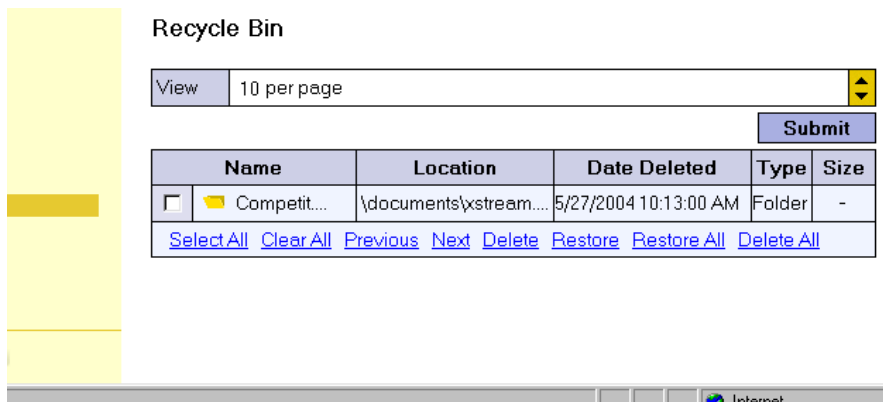 Recycle Bin
View 10 per page
Submit
Name Location Date Deleted Type Size
Competit.... \documents\xstream.... 5/27/2004 10:13:00 AM Folder -
Select All Clear All Previous Next Delete Restore Restore All Delete All
Internet